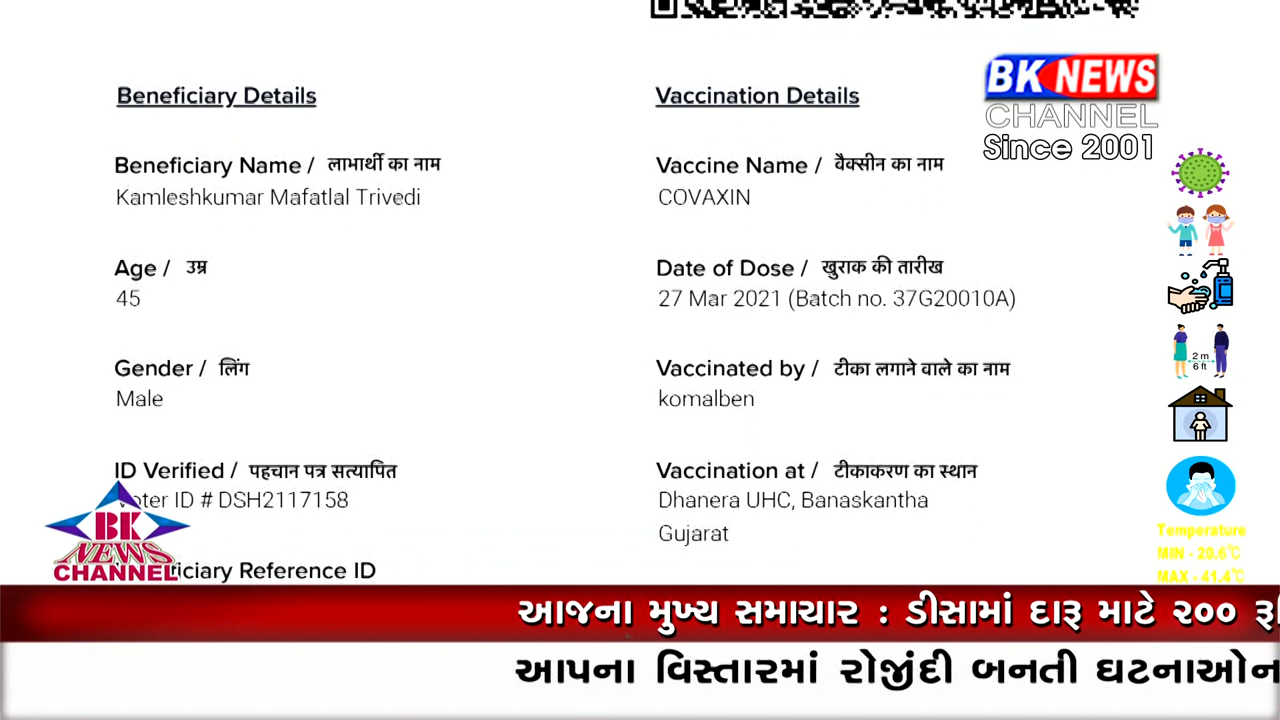 Beneficiary Details
Beneficiary Name / लाभार्थी का नाम
Kamleshkumar Mafatlal Trivedi
Age / उम्र
45
Gender / लिंग
Male
ID Verified / पहचान पत्र सत्यापित
Voter ID # DSH2117158
Reference ID
Vaccination Details
Vaccine Name / वैक्सीन का नाम
COVAXIN
Date of Dose / खुराक की तारीख
27 Mar 2021 (Batch no. 37G20010A)
Vaccinated by / टीका लगाने वाले का नाम
komalben
Vaccination at / टीकाकरण का स्थान
Dhanera UHC, Banaskantha
Gujarat
BK NEWS
CHANNEL
Since 2001
2 m
6 ft
Temperature
MIN - 20.6℃
MAX - 41.4℃
BK
NEWS
CHANNEL
આજના મુખ્ય સમાચાર : ડીસામાં દારૂ માટે ૨૦૦
આપના વિસ્તારમાં રોજીંદી બનતી